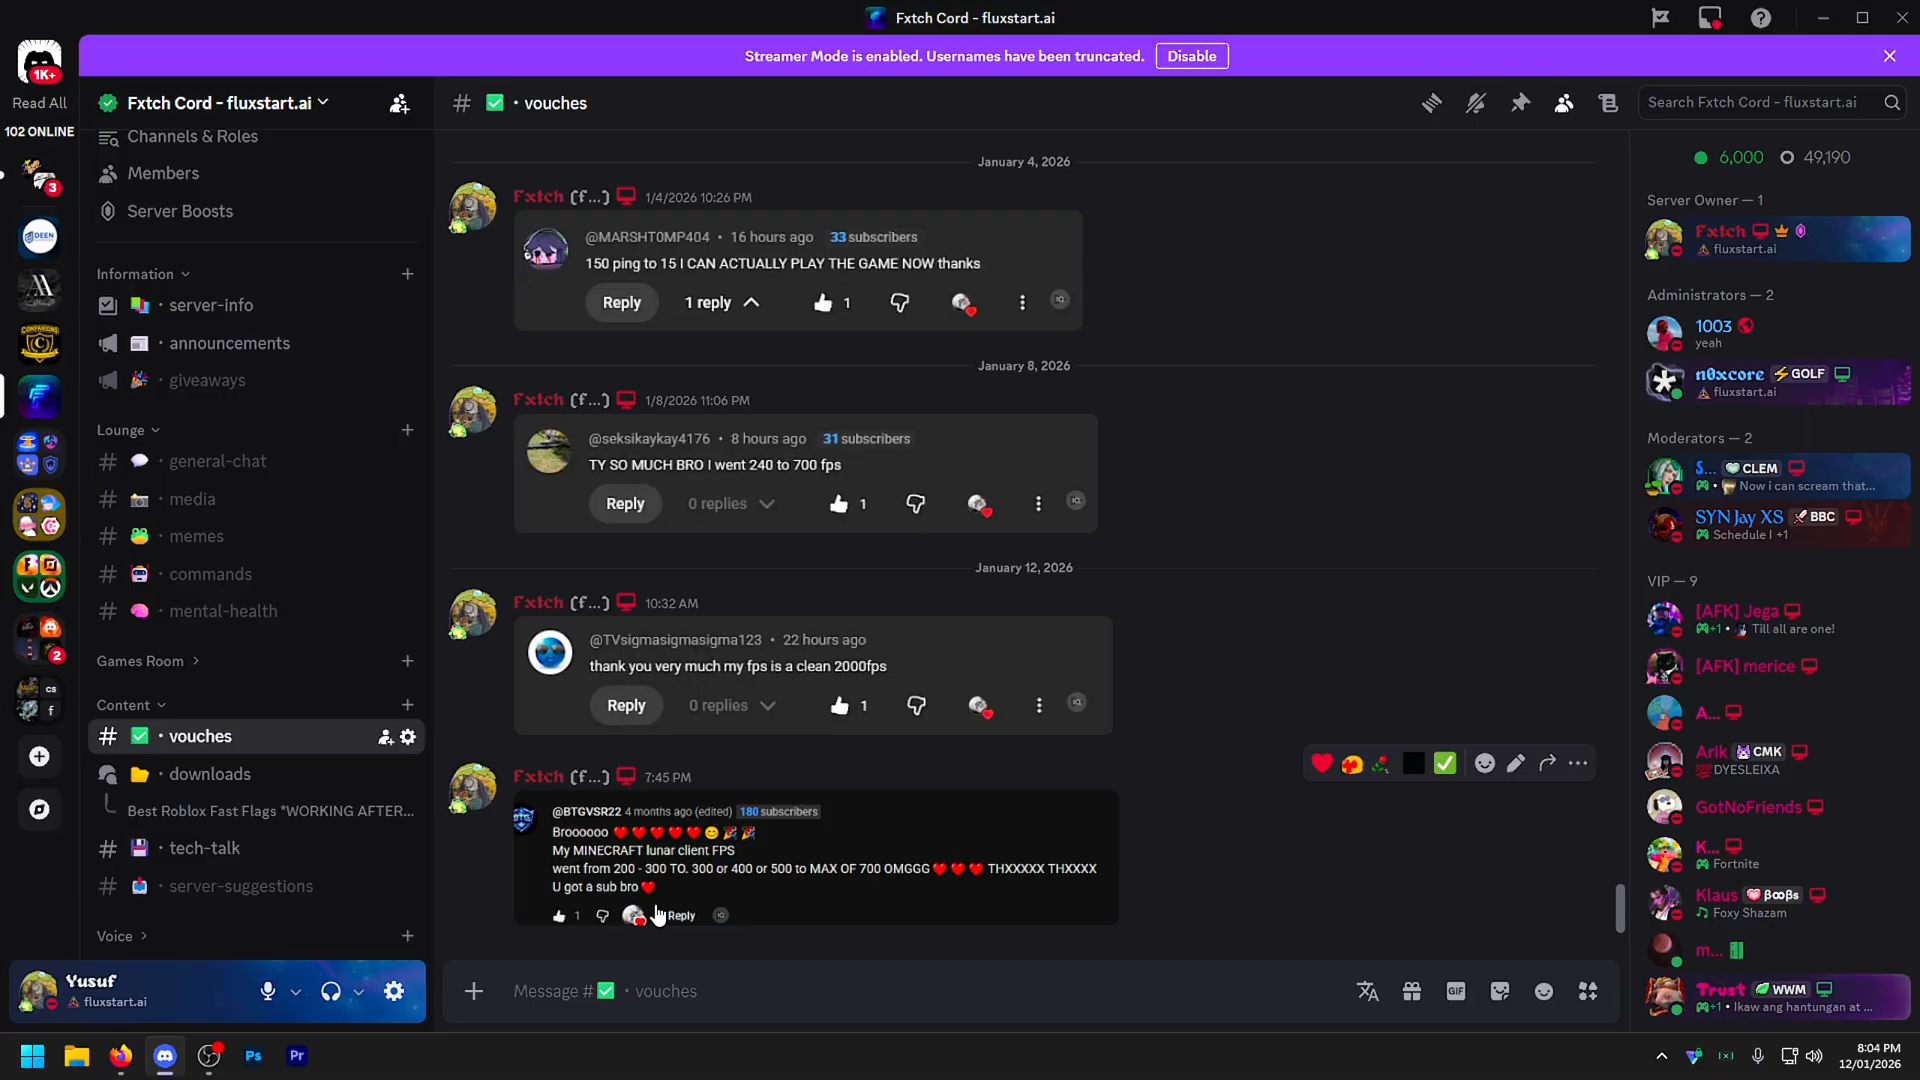 Fxtch Cord - fluxstart.ai
Streamer Mode is enabled. Usernames have been truncated.
Disable
1K+
Read All
102 ONLINE
3
2
cs
f
Fxtch Cord - fluxstart.ai
Channels & Roles
Members
Server Boosts
Information
server-info
announcements
giveaways
Lounge
general-chat
media
memes
commands
mental-health
Games Room
Content
vouches
downloads
Best Roblox Fast Flags *WORKING AFTER...
tech-talk
server-suggestions
Voice
Yusuf
fluxstart.ai
# ✅ · vouches
Search Fxtch Cord - fluxstart.ai
January 4, 2026
Fxtch (f...) 1/4/2026 10:26 PM
@MARSHT0MP404 • 16 hours ago 33 subscribers
150 ping to 15 I CAN ACTUALLY PLAY THE GAME NOW thanks
Reply 1 reply 1
January 8, 2026
Fxtch (f...) 1/8/2026 11:06 PM
@seksikaykay4176 • 8 hours ago 31 subscribers
TY SO MUCH BRO I went 240 to 700 fps
Reply 0 replies 1
January 12, 2026
Fxtch (f...) 10:32 AM
@TVsigmasigmasigma123 • 22 hours ago
thank you very much my fps is a clean 2000fps
Reply 0 replies 1
Fxtch (f...) 7:45 PM
@BTGVSR22 4 months ago (edited) 180 subscribers
Broooooo ❤️❤️❤️❤️❤️😊🎉🎉
My MINECRAFT lunar client FPS
went from 200 - 300 TO. 300 or 400 or 500 to MAX OF 700 OMGGG❤️❤️❤️ THXXXXX THXXXX
U got a sub bro❤️
1 Reply
Message #✅ · vouches
GIF
6,000 49,190
Server Owner — 1
Fxtch
fluxstart.ai
Administrators — 2
1003
yeah
n0xcore GOLF
fluxstart.ai
Moderators — 2
S... CLEM
Now i can scream that...
SYN Jay XS BBC
Schedule I +1
VIP — 9
[AFK] Jega
+1 • Till all are one!
[AFK] merice
A...
Arik CMK
💯DYESLEIXA
GotNoFriends
K...
Fortnite
Klaus βααβs
Foxy Shazam
m...
Trust WWM
+1 • Ikaw ang hantungan at ...
Ps
Pr
8:04 PM
12/01/2026